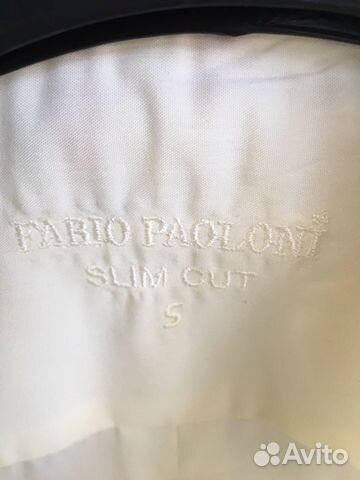 FABIO PAOLONI
SLIM CUT
S
Avito